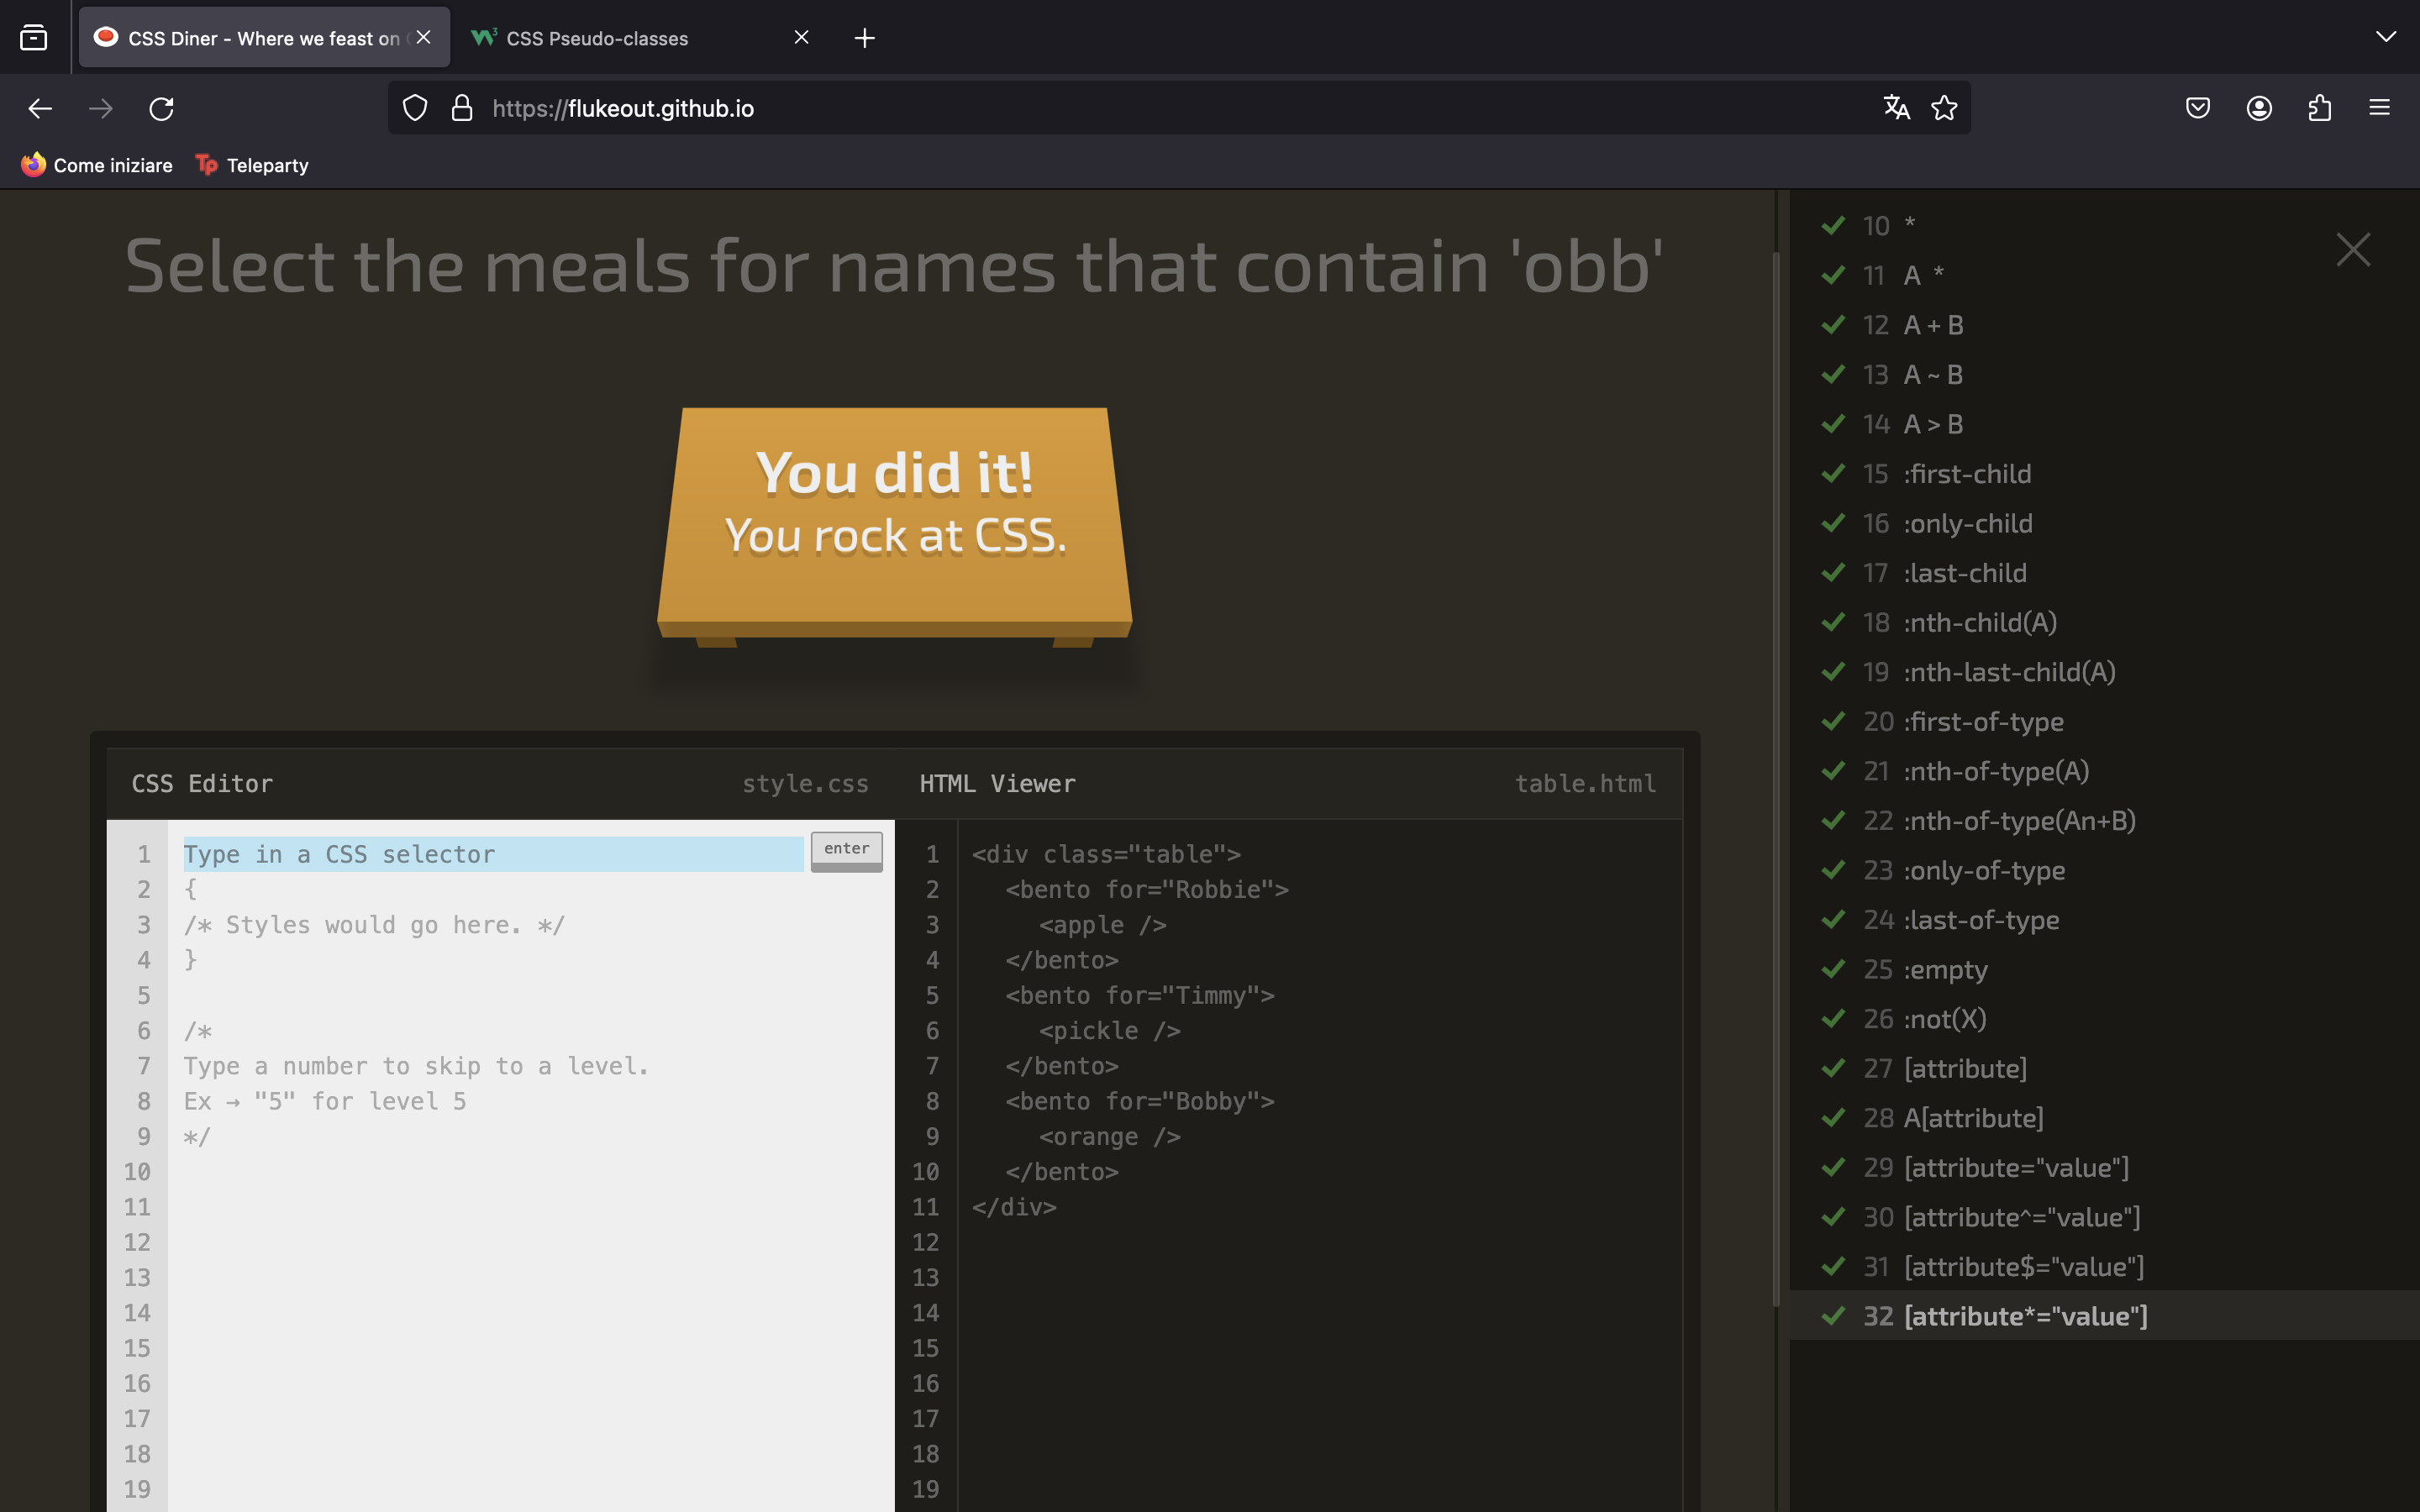 CSS Diner - Where we feast on
CSS Pseudo-classes
https://flukeout.github.io
Come iniziare
Teleparty
Select the meals for names that contain 'obb'
You did it!
You rock at CSS.
CSS Editor style.css
1 Type in a CSS selector enter
2 {
3 /* Styles would go here. */
4 }
5
6 /*
7 Type a number to skip to a level.
8 Ex → "5" for level 5
9 */
10
11
12
13
14
15
16
17
18
19
HTML Viewer table.html
1 <div class="table">
2 <bento for="Robbie">
3 <apple />
4 </bento>
5 <bento for="Timmy">
6 <pickle />
7 </bento>
8 <bento for="Bobby">
9 <orange />
10 </bento>
11 </div>
12
13
14
15
16
17
18
19
10 *
11 A *
12 A + B
13 A ~ B
14 A > B
15 :first-child
16 :only-child
17 :last-child
18 :nth-child(A)
19 :nth-last-child(A)
20 :first-of-type
21 :nth-of-type(A)
22 :nth-of-type(An+B)
23 :only-of-type
24 :last-of-type
25 :empty
26 :not(X)
27 [attribute]
28 A[attribute]
29 [attribute="value"]
30 [attribute^="value"]
31 [attribute$="value"]
32 [attribute*="value"]